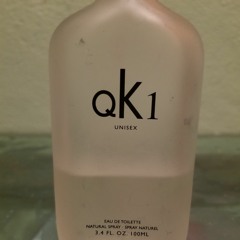 QK1
UNISEX
EAU DE TOILETTE
NATURAL SPRAY - SPRAY NATUREL
3.4 FL. OZ. 100ML